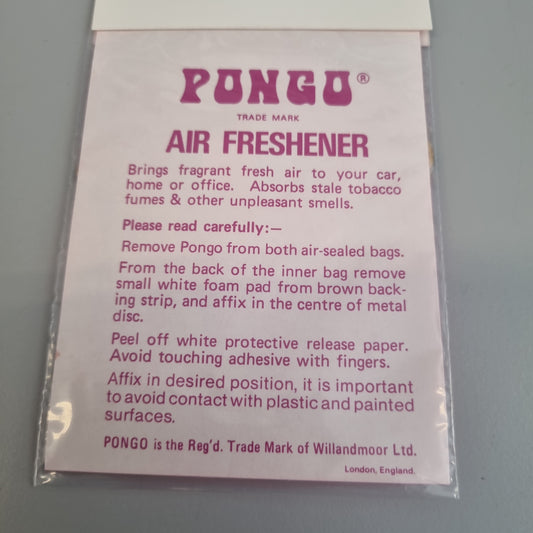 PONGO®
TRADE MARK
AIR FRESHENER
Brings fragrant fresh air to your car,
home or office. Absorbs stale tobacco
fumes & other unpleasant smells.
Please read carefully:—
Remove Pongo from both air-sealed bags.
From the back of the inner bag remove
small white foam pad from brown back-
ing strip, and affix in the centre of metal
disc.
Peel off white protective release paper.
Avoid touching adhesive with fingers.
Affix in desired position, it is important
to avoid contact with plastic and painted
surfaces.
PONGO is the Reg'd. Trade Mark of Willandmoor Ltd.
London, England.